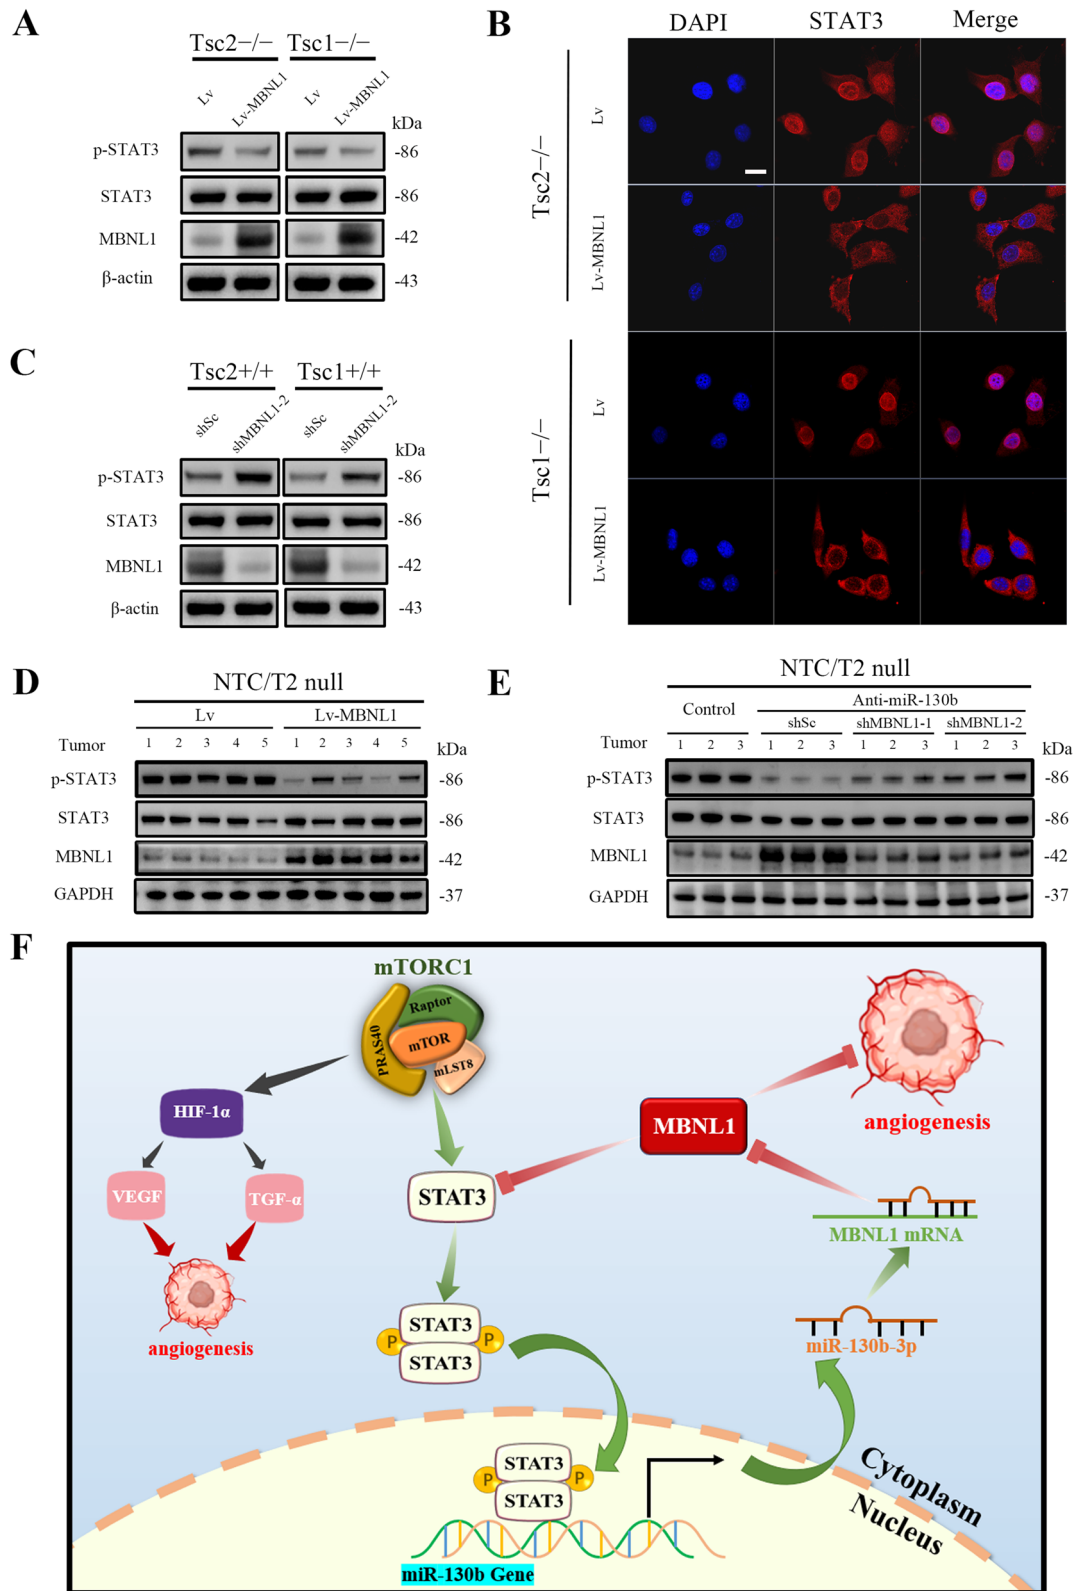 A
Tsc2−/− Tsc1−/−
Lv Lv-MBNL1 Lv Lv-MBNL1
kDa
p-STAT3 -86
STAT3 -86
MBNL1 -42
β-actin -43
B
DAPI STAT3 Merge
Tsc2−/−
Lv
Lv-MBNL1
Tsc1−/−
Lv
Lv-MBNL1
C
Tsc2+/+ Tsc1+/+
shSc shMBNL1-2 shSc shMBNL1-2
kDa
p-STAT3 -86
STAT3 -86
MBNL1 -42
β-actin -43
D
NTC/T2 null
Lv Lv-MBNL1
Tumor 1 2 3 4 5 1 2 3 4 5 kDa
p-STAT3 -86
STAT3 -86
MBNL1 -42
GAPDH -37
E
NTC/T2 null
Anti-miR-130b
Control shSc shMBNL1-1 shMBNL1-2
Tumor 1 2 3 1 2 3 1 2 3 1 2 3 kDa
p-STAT3 -86
STAT3 -86
MBNL1 -42
GAPDH -37
F
mTORC1
PRAS40
Raptor
mTOR
mLST8
HIF-1α
VEGF
TGF-α
angiogenesis
STAT3
P STAT3 P
STAT3
MBNL1
angiogenesis
MBNL1 mRNA
miR-130b-3p
P STAT3 P
STAT3
miR-130b Gene
Cytoplasm
Nucleus